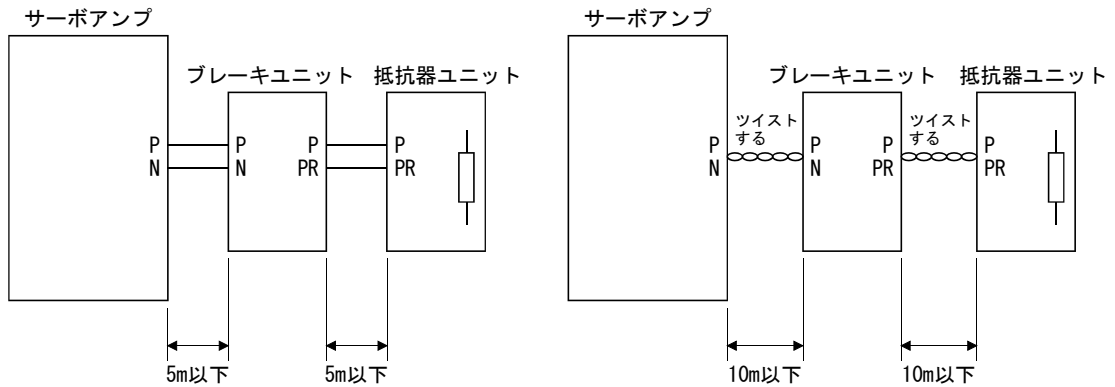 サーボアンプ
ブレーキユニット
抵抗器ユニット
P
N
P
N
P
PR
P
PR
5m以下
5m以下
サーボアンプ
ブレーキユニット
抵抗器ユニット
P
N
ツイスト
する
P
N
P
PR
ツイスト
する
P
PR
10m以下
10m以下